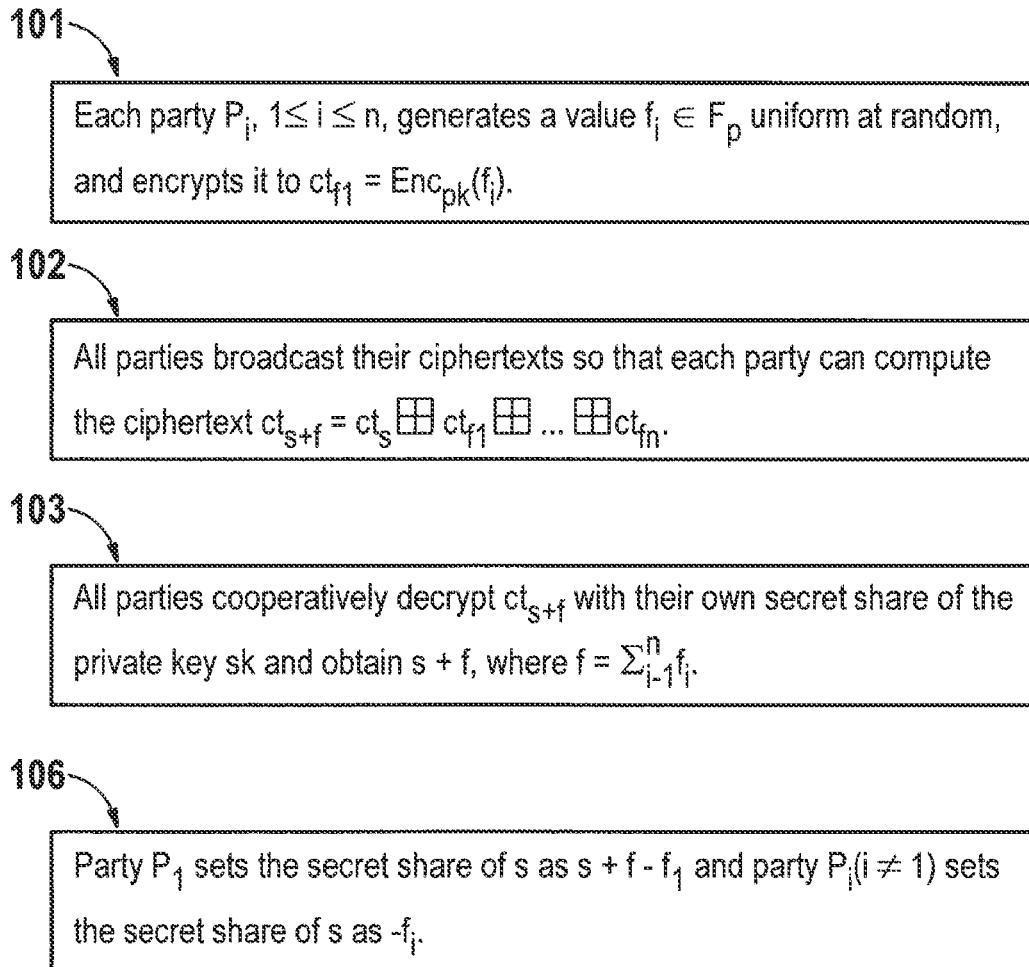 101
Each party P_i, 1≤ i ≤ n, generates a value f_i ∈ F_p uniform at random,
and encrypts it to ct_f1 = Enc_pk(f_i).
102
All parties broadcast their ciphertexts so that each party can compute
the ciphertext ct_s+f = ct_s ⊞ ct_f1 ⊞ ... ⊞ct_fn.
103
All parties cooperatively decrypt ct_s+f with their own secret share of the
private key sk and obtain s + f, where f = Σ^n_i-1 f_i.
106
Party P_1 sets the secret share of s as s + f - f_1 and party P_i(i ≠ 1) sets
the secret share of s as -f_i.